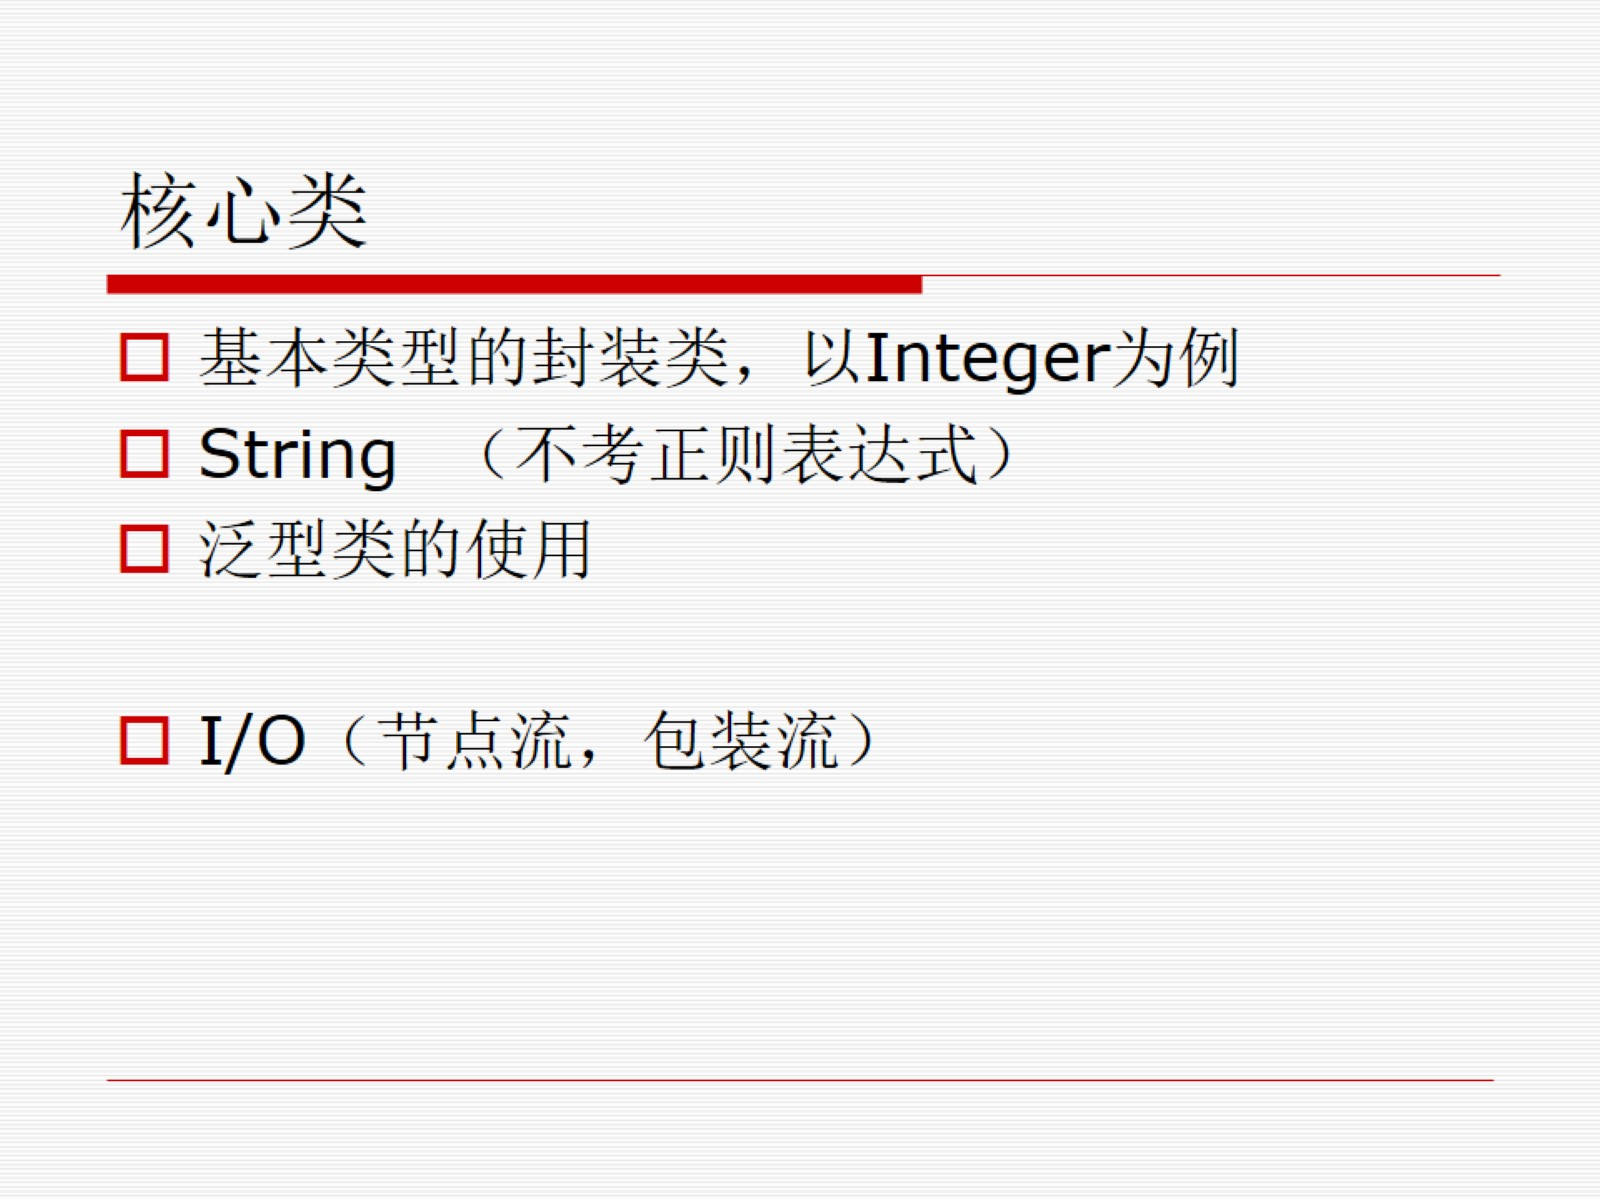 核心类
基本类型的封装类，以Integer为例
String （不考正则表达式）
泛型类的使用
I/O（节点流，包装流）